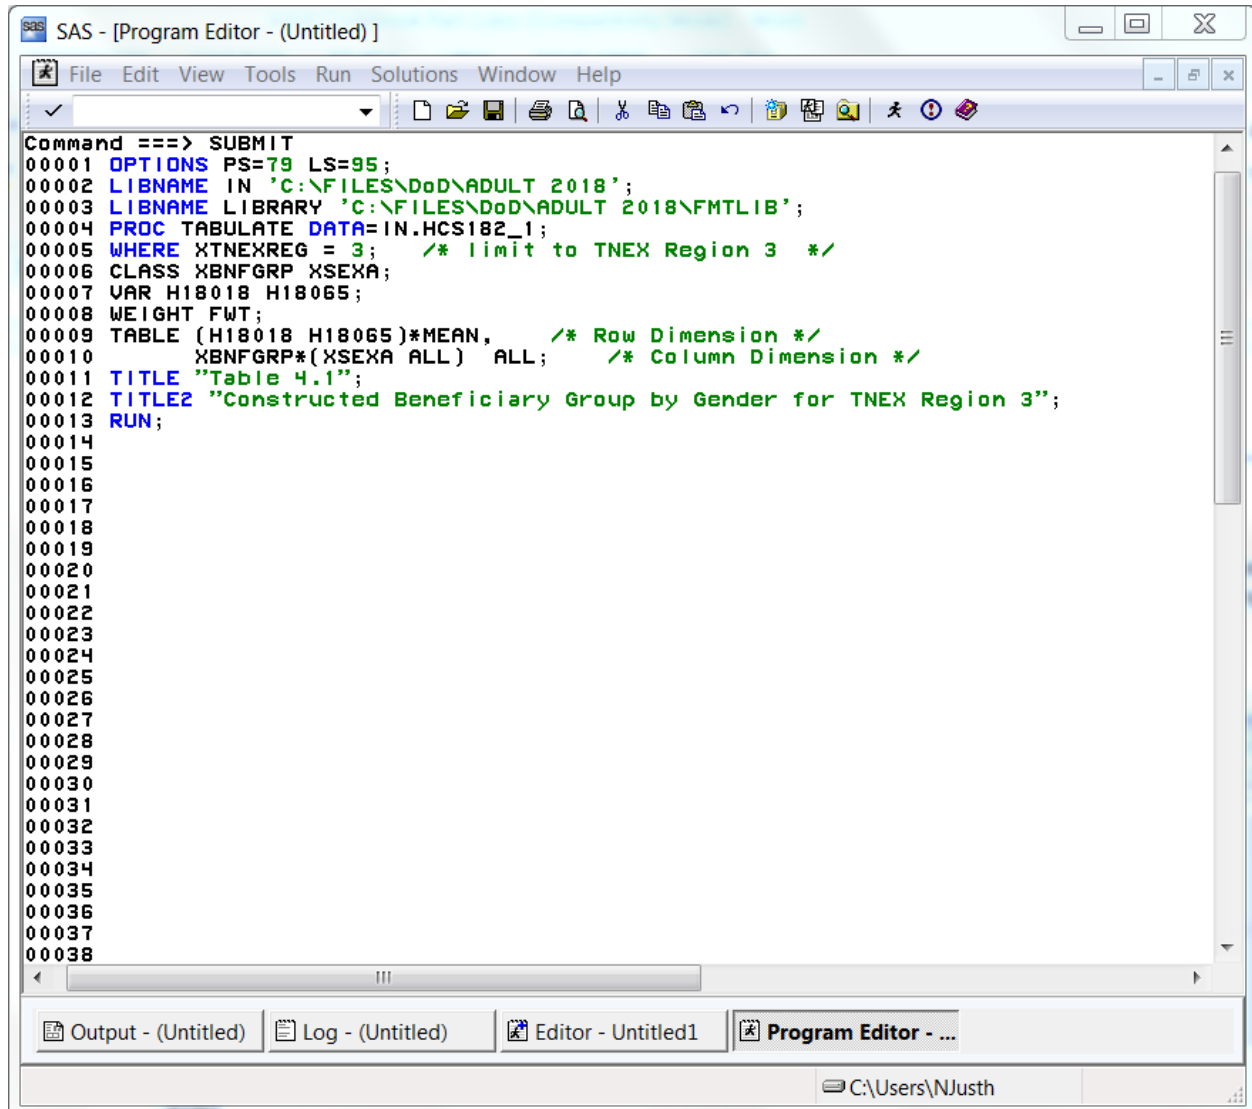 sas SAS - [Program Editor - (Untitled) ]
File Edit View Tools Run Solutions Window Help
Command ===> SUBMIT
00001 OPTIONS PS=79 LS=95;
00002 LIBNAME IN 'C:\FILES\DoD\ADULT 2018';
00003 LIBNAME LIBRARY 'C:\FILES\DoD\ADULT 2018\FMTLIB';
00004 PROC TABULATE DATA=IN.HCS182_1;
00005 WHERE XTNEXREG = 3;   /* limit to TNEX Region 3  */
00006 CLASS XBNFGRP XSEXA;
00007 VAR H18018 H18065;
00008 WEIGHT FWT;
00009 TABLE (H18018 H18065)*MEAN,    /* Row Dimension */
00010       XBNFGRP*(XSEXA ALL)  ALL;    /* Column Dimension */
00011 TITLE "Table 4.1";
00012 TITLE2 "Constructed Beneficiary Group by Gender for TNEX Region 3";
00013 RUN;
00014
00015
00016
00017
00018
00019
00020
00021
00022
00023
00024
00025
00026
00027
00028
00029
00030
00031
00032
00033
00034
00035
00036
00037
00038
Output - (Untitled) Log - (Untitled) Editor - Untitled1 Program Editor - ...
C:\Users\NJusth